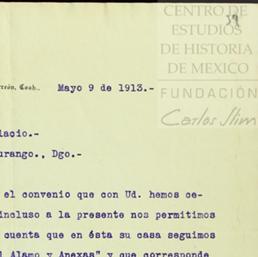 CENTRO DE
ESTUDIOS
DE HISTORIA
DE MEXICO
FUNDACIÓN
Carlos Slim
rreón, Coah., Mayo 9 de 1913.-
lacio.-
urango., Dgo.-
el convenio que con Ud. hemos ce-
incluso a la presente nos permitimos
cuenta que en ésta su casa seguimos
l Alamo y Anexas" y que corresponde